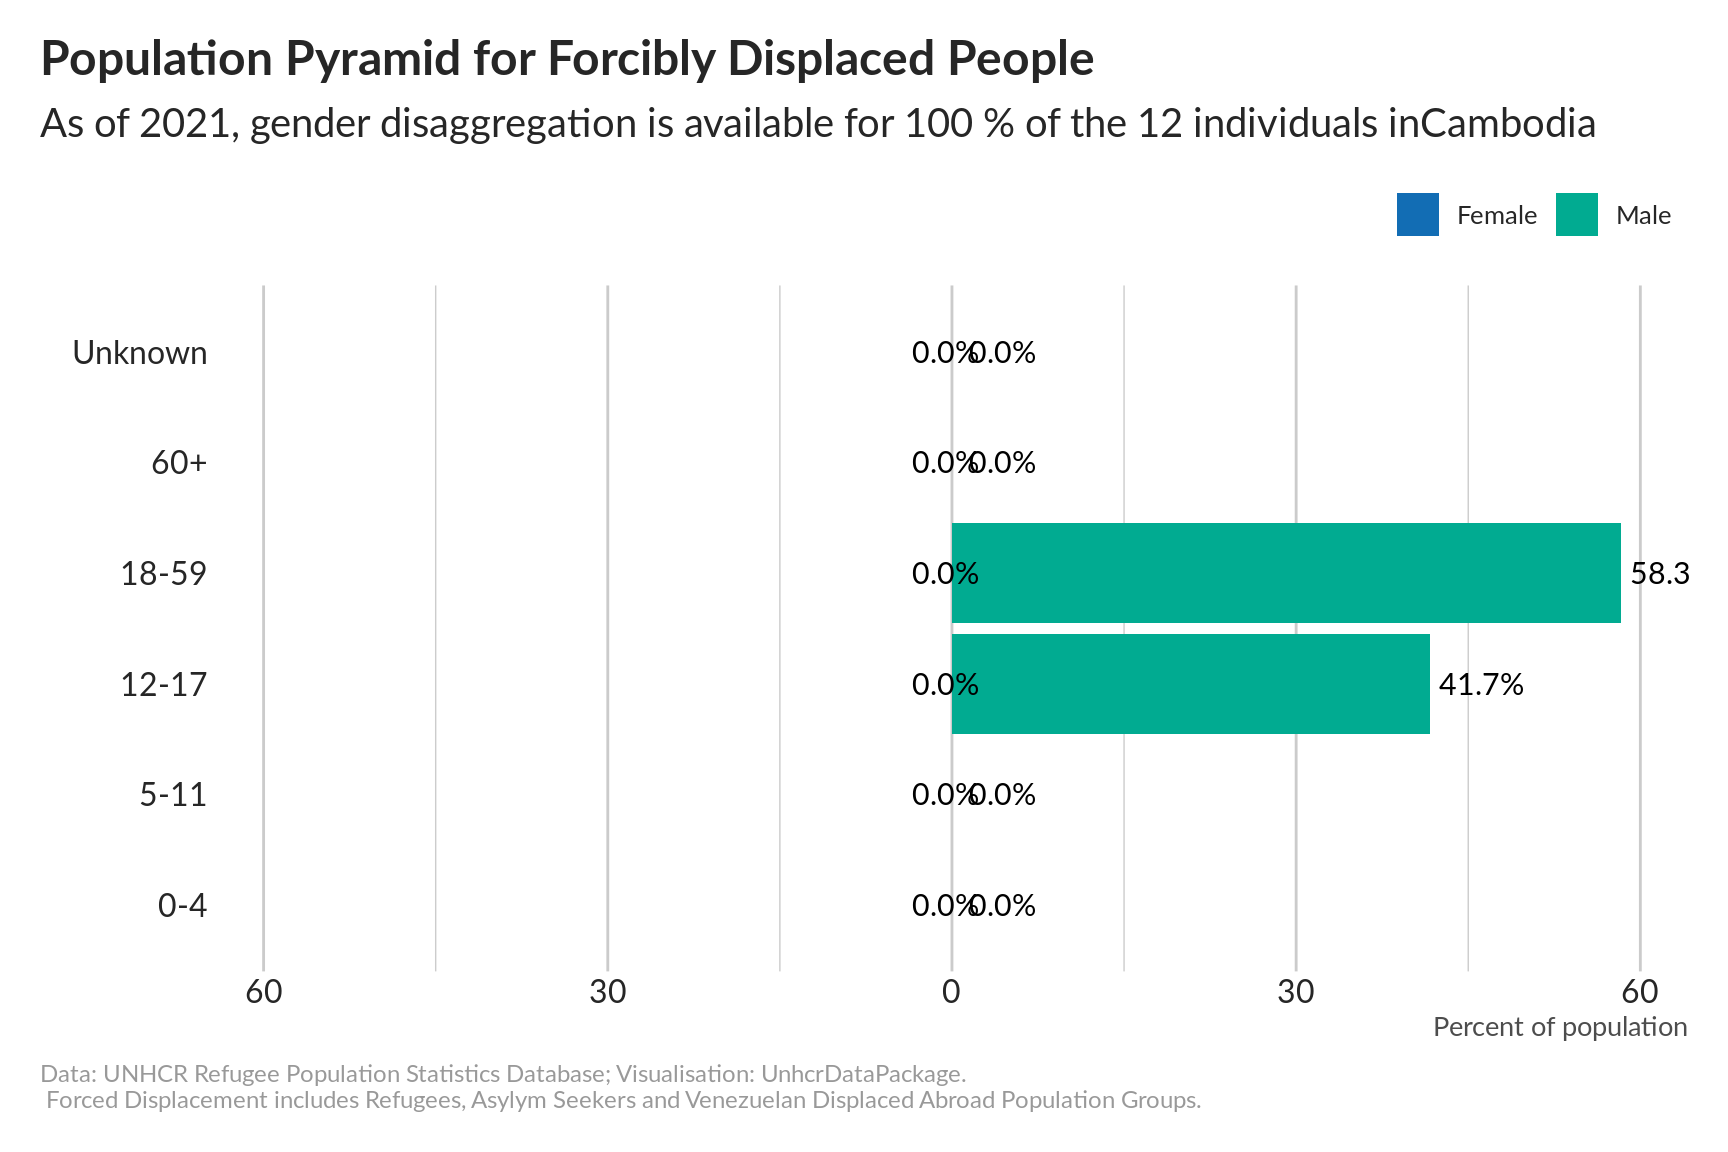 Population Pyramid for Forcibly Displaced People
As of 2021, gender disaggregation is available for 100 % of the 12 individuals inCambodia
Female Male
Unknown 0.0% 0.0%
60+ 0.0% 0.0%
18-59 0.0% 58.3
12-17 0.0% 41.7%
5-11 0.0% 0.0%
0-4 0.0% 0.0%
60 30 0 30 60
Percent of population
Data: UNHCR Refugee Population Statistics Database; Visualisation: UnhcrDataPackage.
Forced Displacement includes Refugees, Asylym Seekers and Venezuelan Displaced Abroad Population Groups.